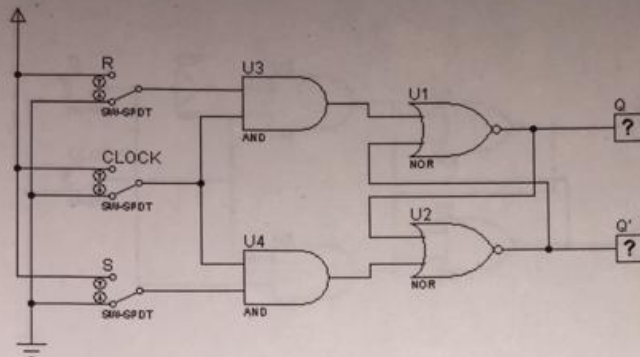 R
SW-SPDT
U3
AND
U1
NOR
Q
?
CLOCK
SW-SPDT
U2
NOR
Q'
?
S
SW-SPDT
U4
AND